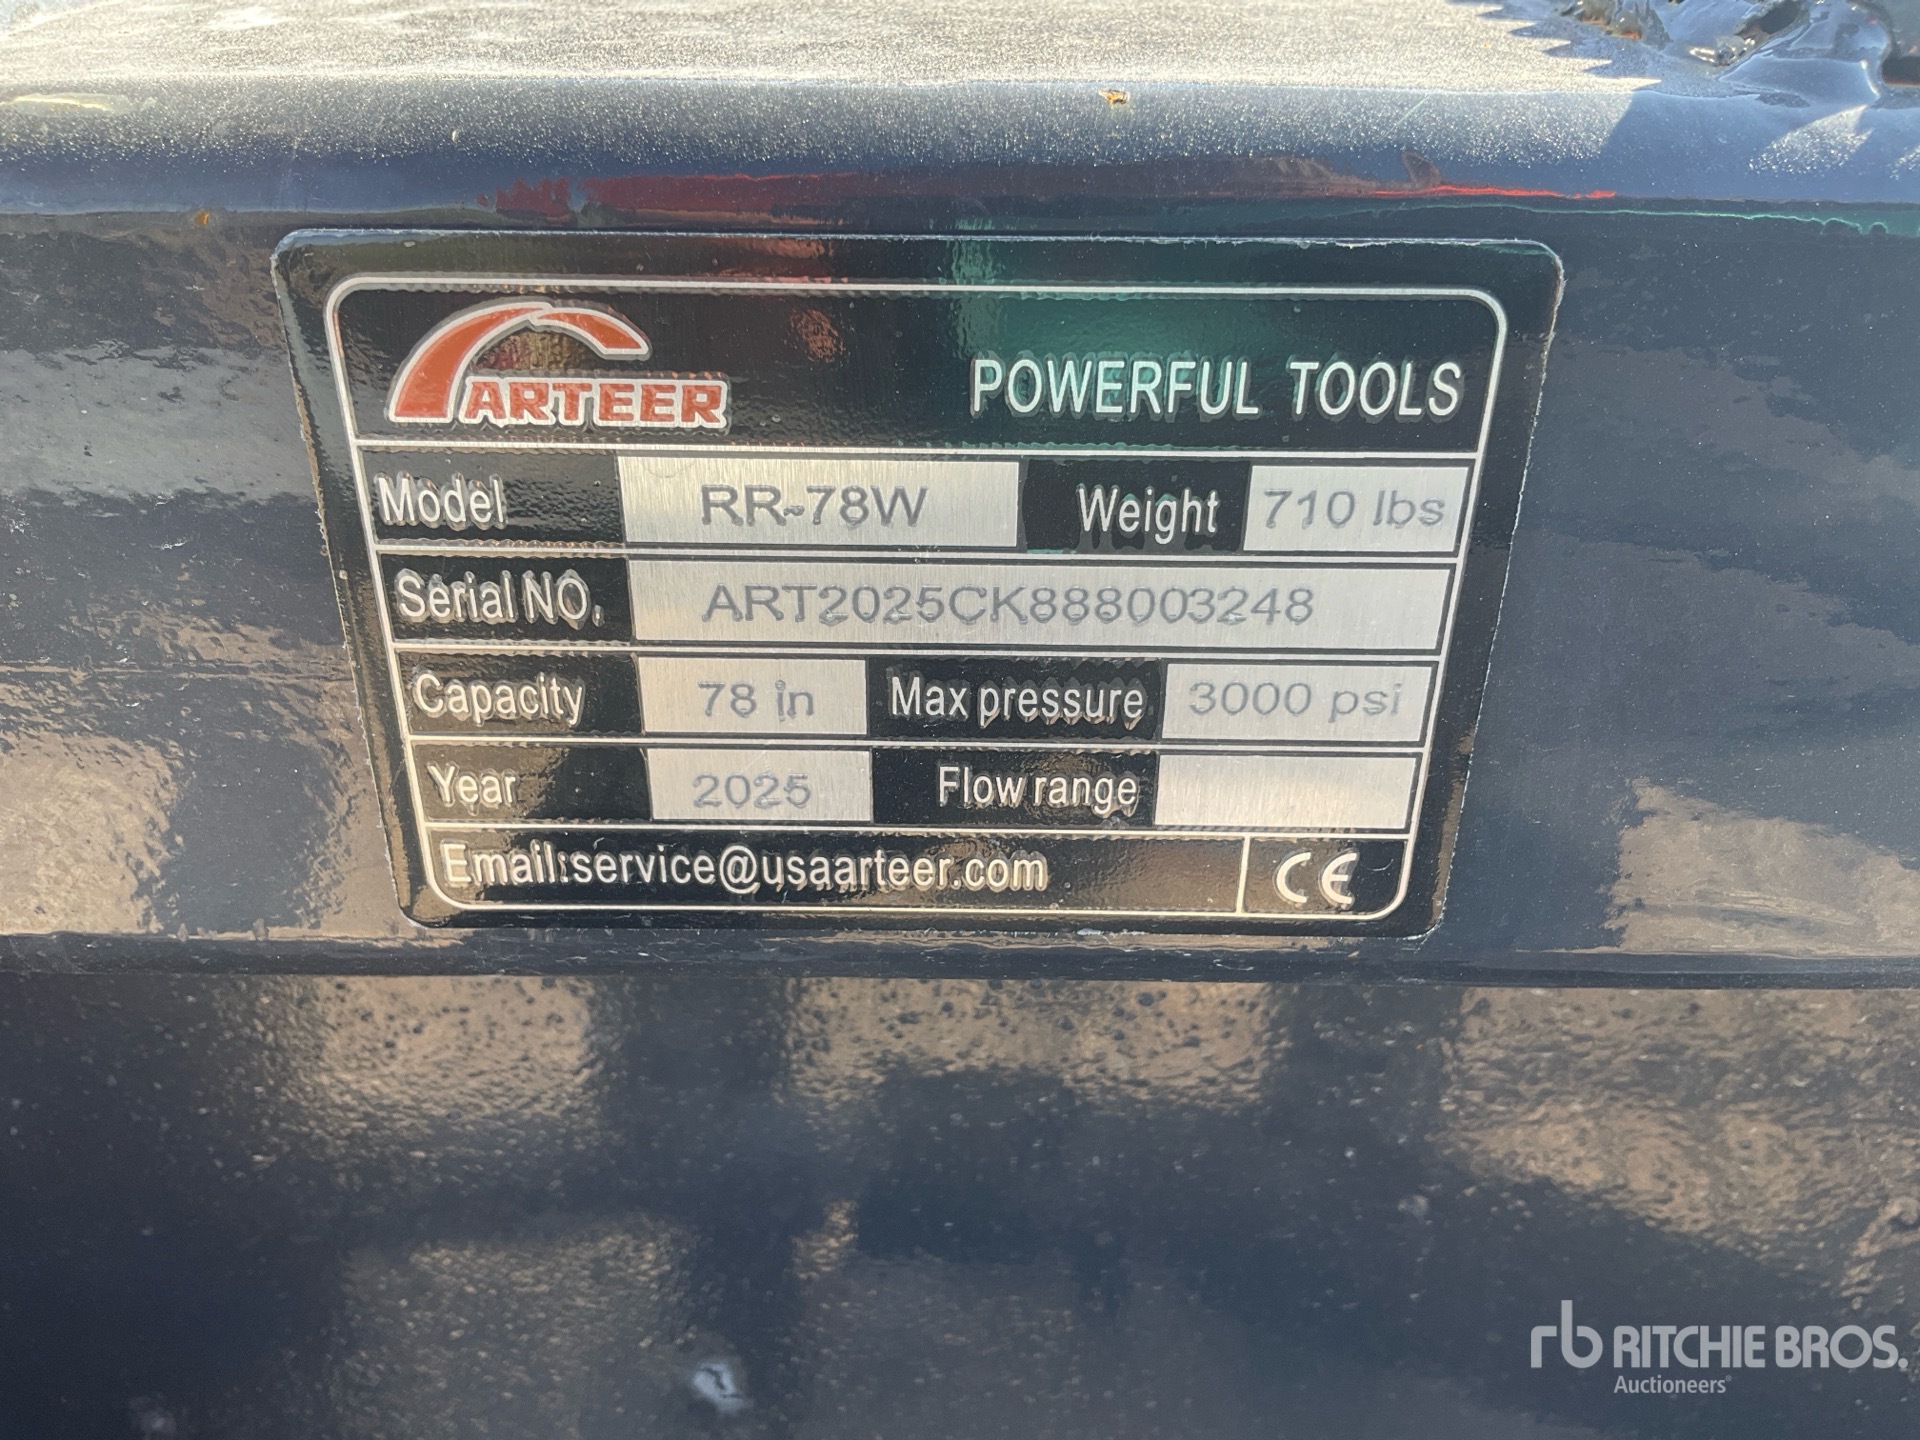 ARTEER POWERFUL TOOLS
Model RR-78W Weight 710 lbs
Serial NO. ART2025CK888003248
Capacity 78 in Max pressure 3000 psi
Year 2025 Flow range
Email:service@usaarteer.com CE
rb RITCHIE BROS.
Auctioneers